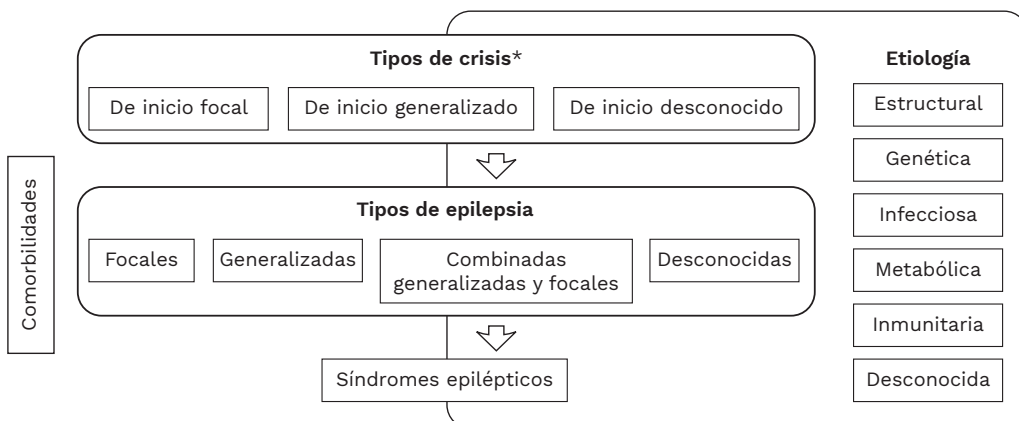 Tipos de crisis*
De inicio focal
De inicio generalizado
De inicio desconocido
Comorbilidades
Tipos de epilepsia
Focales
Generalizadas
Combinadas
generalizadas y focales
Desconocidas
Síndromes epilépticos
Etiología
Estructural
Genética
Infecciosa
Metabólica
Inmunitaria
Desconocida